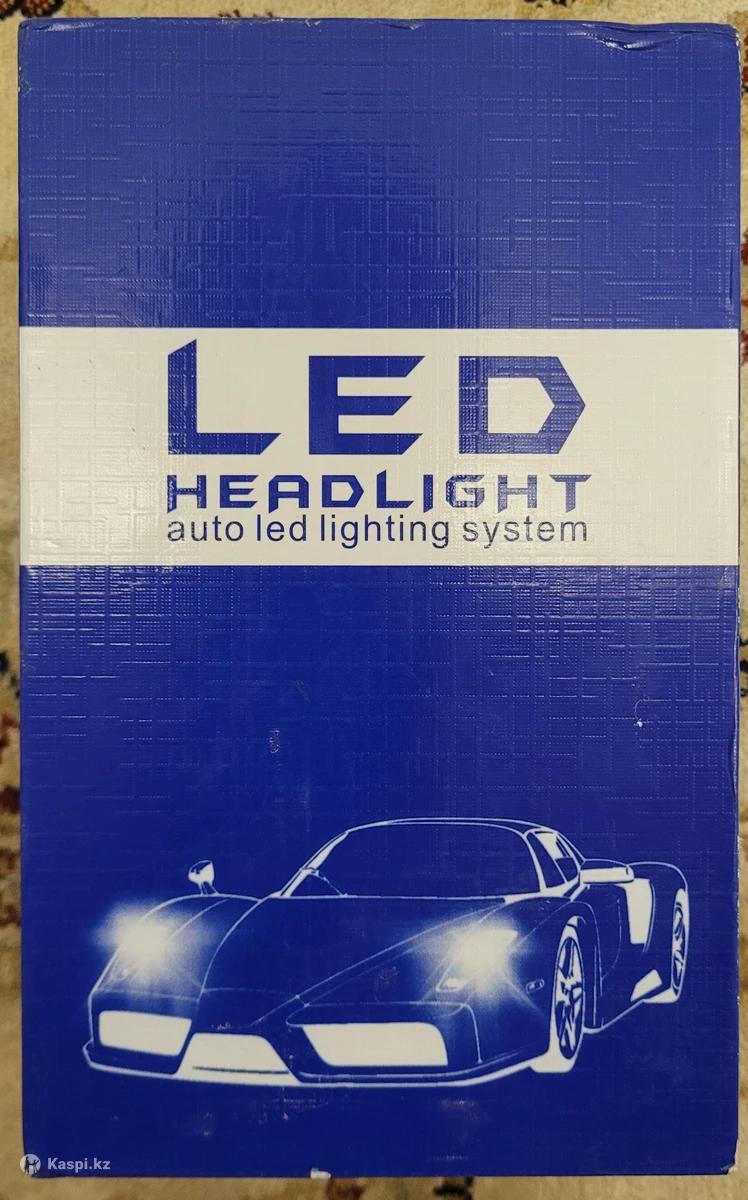 LED
HEADLIGHT
auto led lighting system
Kaspi.kz